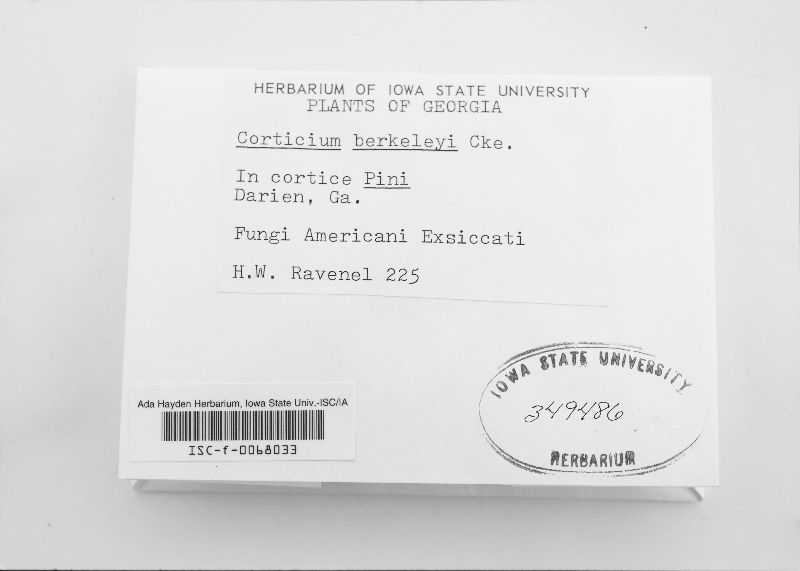 HERBARIUM OF IOWA STATE UNIVERSITY
PLANTS OF GEORGIA
Corticium berkeleyi Cke.
In cortice Pini
Darien, Ga.
Fungi Americani Exsiccati
H.W. Ravenel 225
IOWA STATE UNIVERSITY
349486
HERBARIUM
Ada Hayden Herbarium, Iowa State Univ.-ISC/IA
ISC-f-0068033